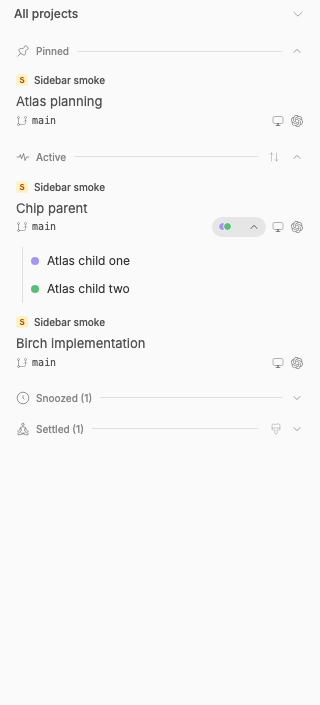 All projects
Pinned
S Sidebar smoke
Atlas planning
main
Active
S Sidebar smoke
Chip parent
main
Atlas child one
Atlas child two
S Sidebar smoke
Birch implementation
main
Snoozed (1)
Settled (1)